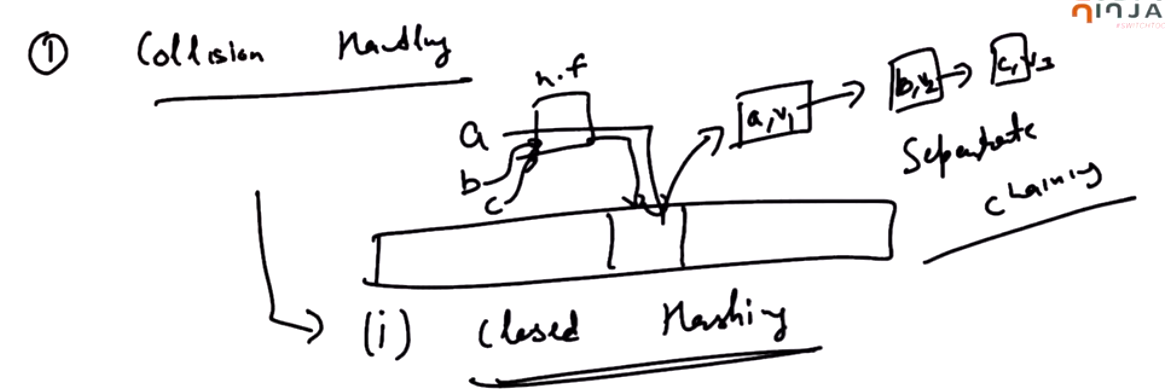 NINJA
#SWITCHTOC
① Collision Handling
h.f
a
b
c
a,v1
b,v2
c,v3
Separate
chaining
(i) Closed Hashing